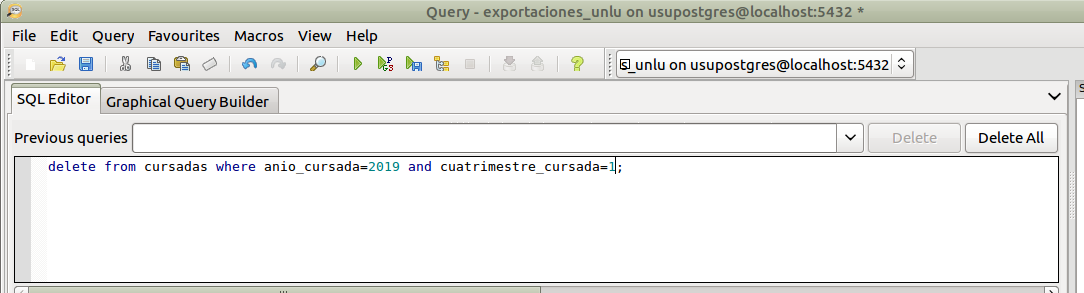 Query - exportaciones_unlu on usupostgres@localhost:5432 *
File Edit Query Favourites Macros View Help
_unlu on usupostgres@localhost:5432
SQL Editor Graphical Query Builder
Previous queries Delete Delete All
delete from cursadas where anio_cursada=2019 and cuatrimestre_cursada=1;